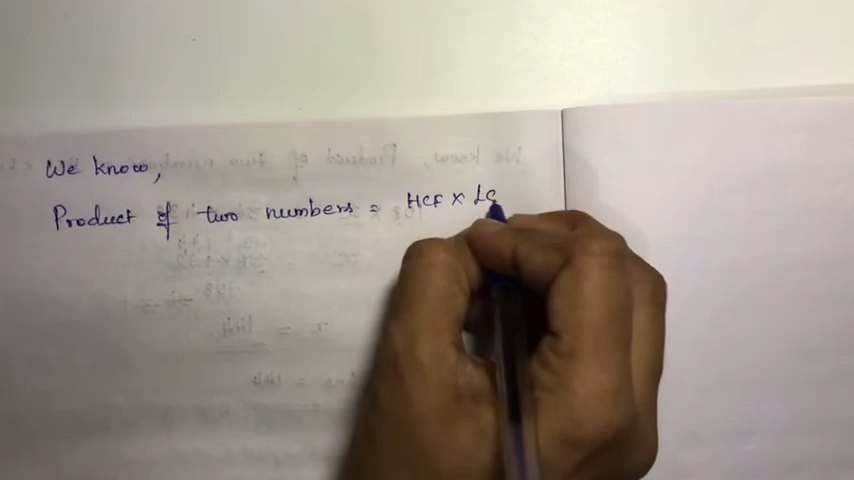 We know,
Product of two numbers = HCF × LC